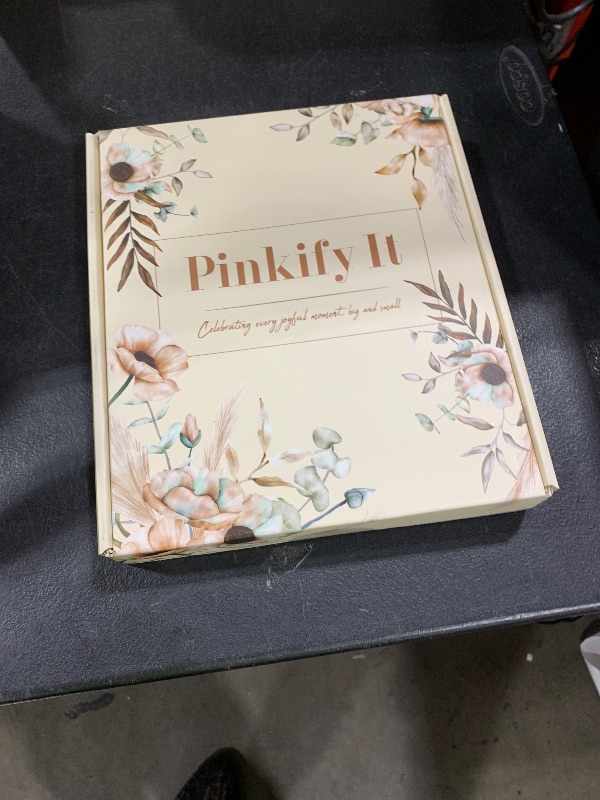 Pinkify It
Celebrating every joyful moment, big and small